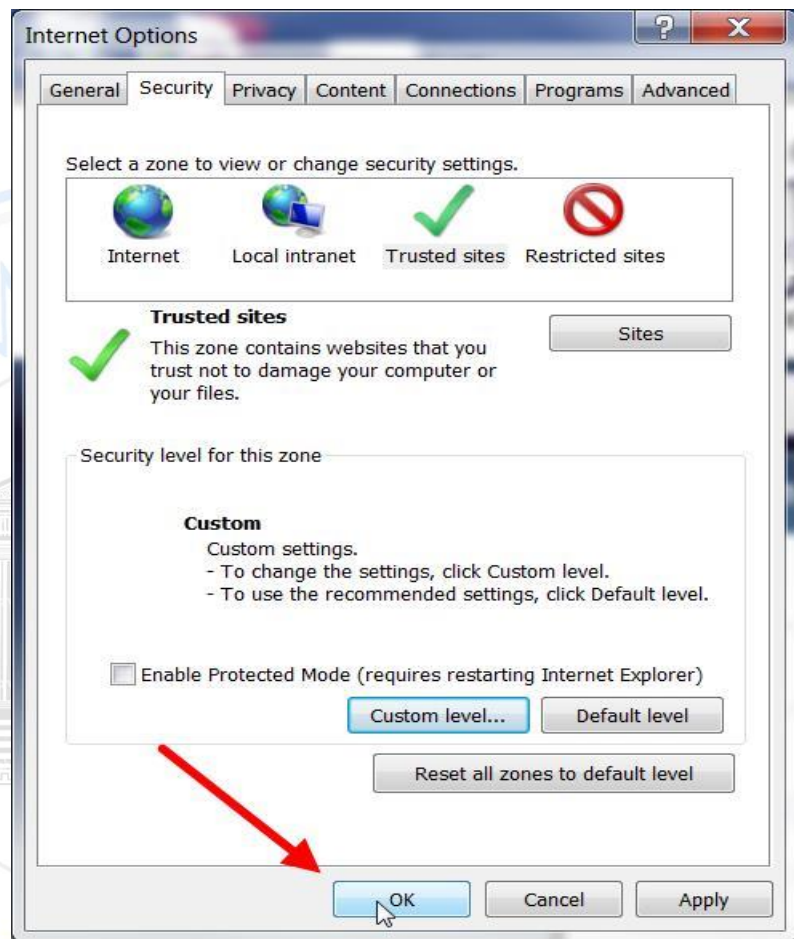 Internet Options
General Security Privacy Content Connections Programs Advanced
Select a zone to view or change security settings.
Internet Local intranet Trusted sites Restricted sites
Trusted sites
Sites
This zone contains websites that you
trust not to damage your computer or
your files.
Security level for this zone
Custom
Custom settings.
- To change the settings, click Custom level.
- To use the recommended settings, click Default level.
Enable Protected Mode (requires restarting Internet Explorer)
Custom level... Default level
Reset all zones to default level
OK Cancel Apply